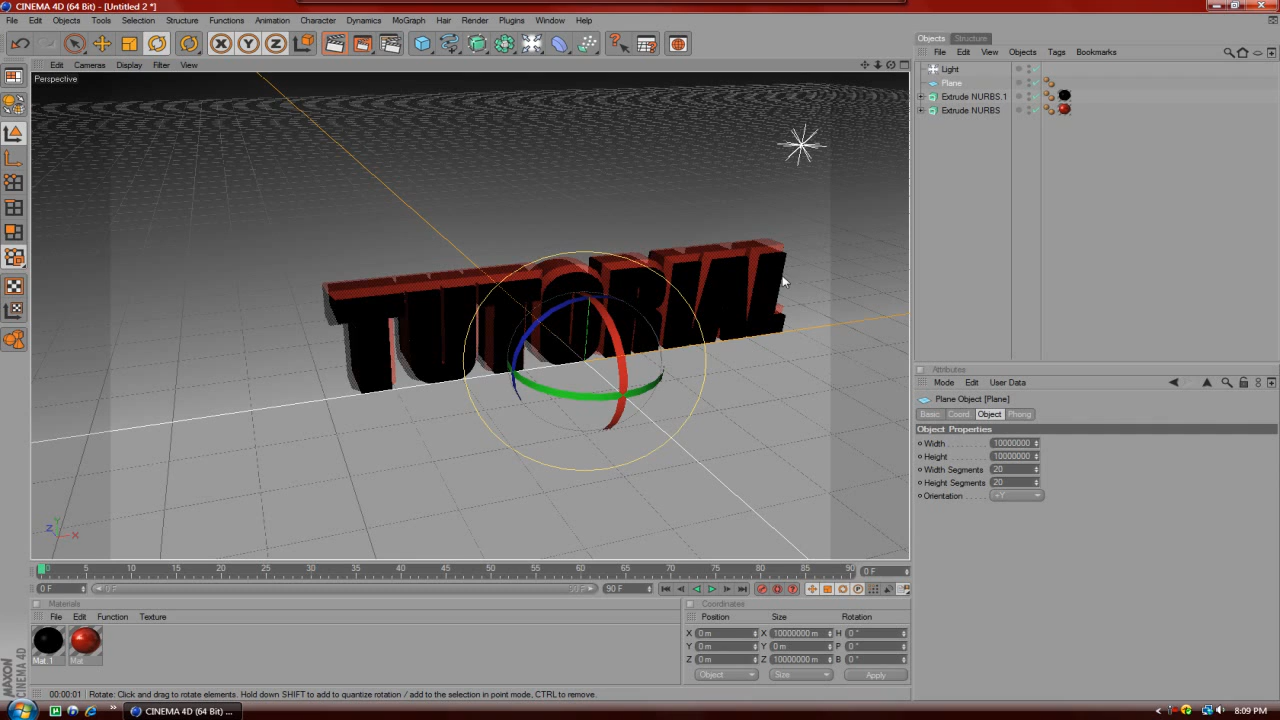 CINEMA 4D (64 Bit) - [Untitled 2 *]
File Edit Objects Tools Selection Structure Functions Animation Character Dynamics MoGraph Hair Render Plugins Window Help
X Y Z
Edit Cameras Display Filter View
Perspective
TUTORIAL
Y
Z X
0 5 10 15 20 25 30 35 40 45 50 55 60 65 70 75 80 85 90 0 F
0 F 0 F 90 F 90 F
Materials
File Edit Function Texture
Mat.1 Mat
MAXON CINEMA 4D
Coordinates
Position Size Rotation
X 0 m X 10000000 m H 0 °
Y 0 m Y 0 m P 0 °
Z 0 m Z 10000000 m B 0 °
Object Size Apply
Objects Structure
File Edit View Objects Tags Bookmarks
Light
Plane
Extrude NURBS.1
Extrude NURBS
Attributes
Mode Edit User Data
Plane Object [Plane]
Basic Coord. Object Phong
Object Properties
Width 10000000
Height 10000000
Width Segments 20
Height Segments 20
Orientation +Y
00:00:01 Rotate: Click and drag to rotate elements. Hold down SHIFT to add to quantize rotation / add to the selection in point mode, CTRL to remove.
CINEMA 4D (64 Bit) ... 8:09 PM